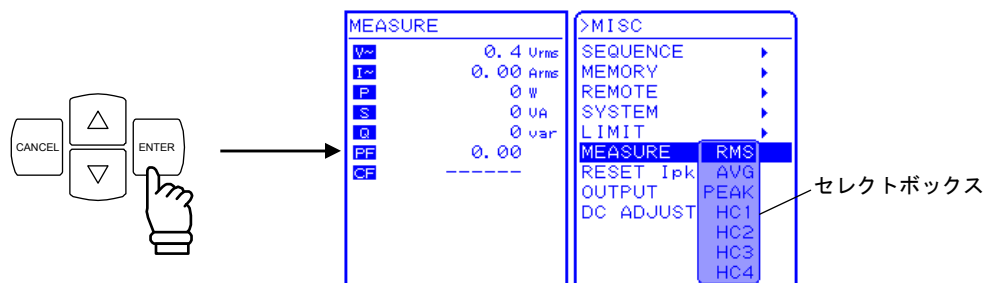 CANCEL
ENTER
MEASURE
V~ 0.4 Vrms
I~ 0.00 Arms
P 0 W
S 0 VA
Q 0 var
PF 0.00
CF ------
>MISC
SEQUENCE
MEMORY
REMOTE
SYSTEM
LIMIT
MEASURE RMS
RESET Ipk AVG
OUTPUT PEAK
DC ADJUST HC1
HC2
HC3
HC4
セレクトボックス